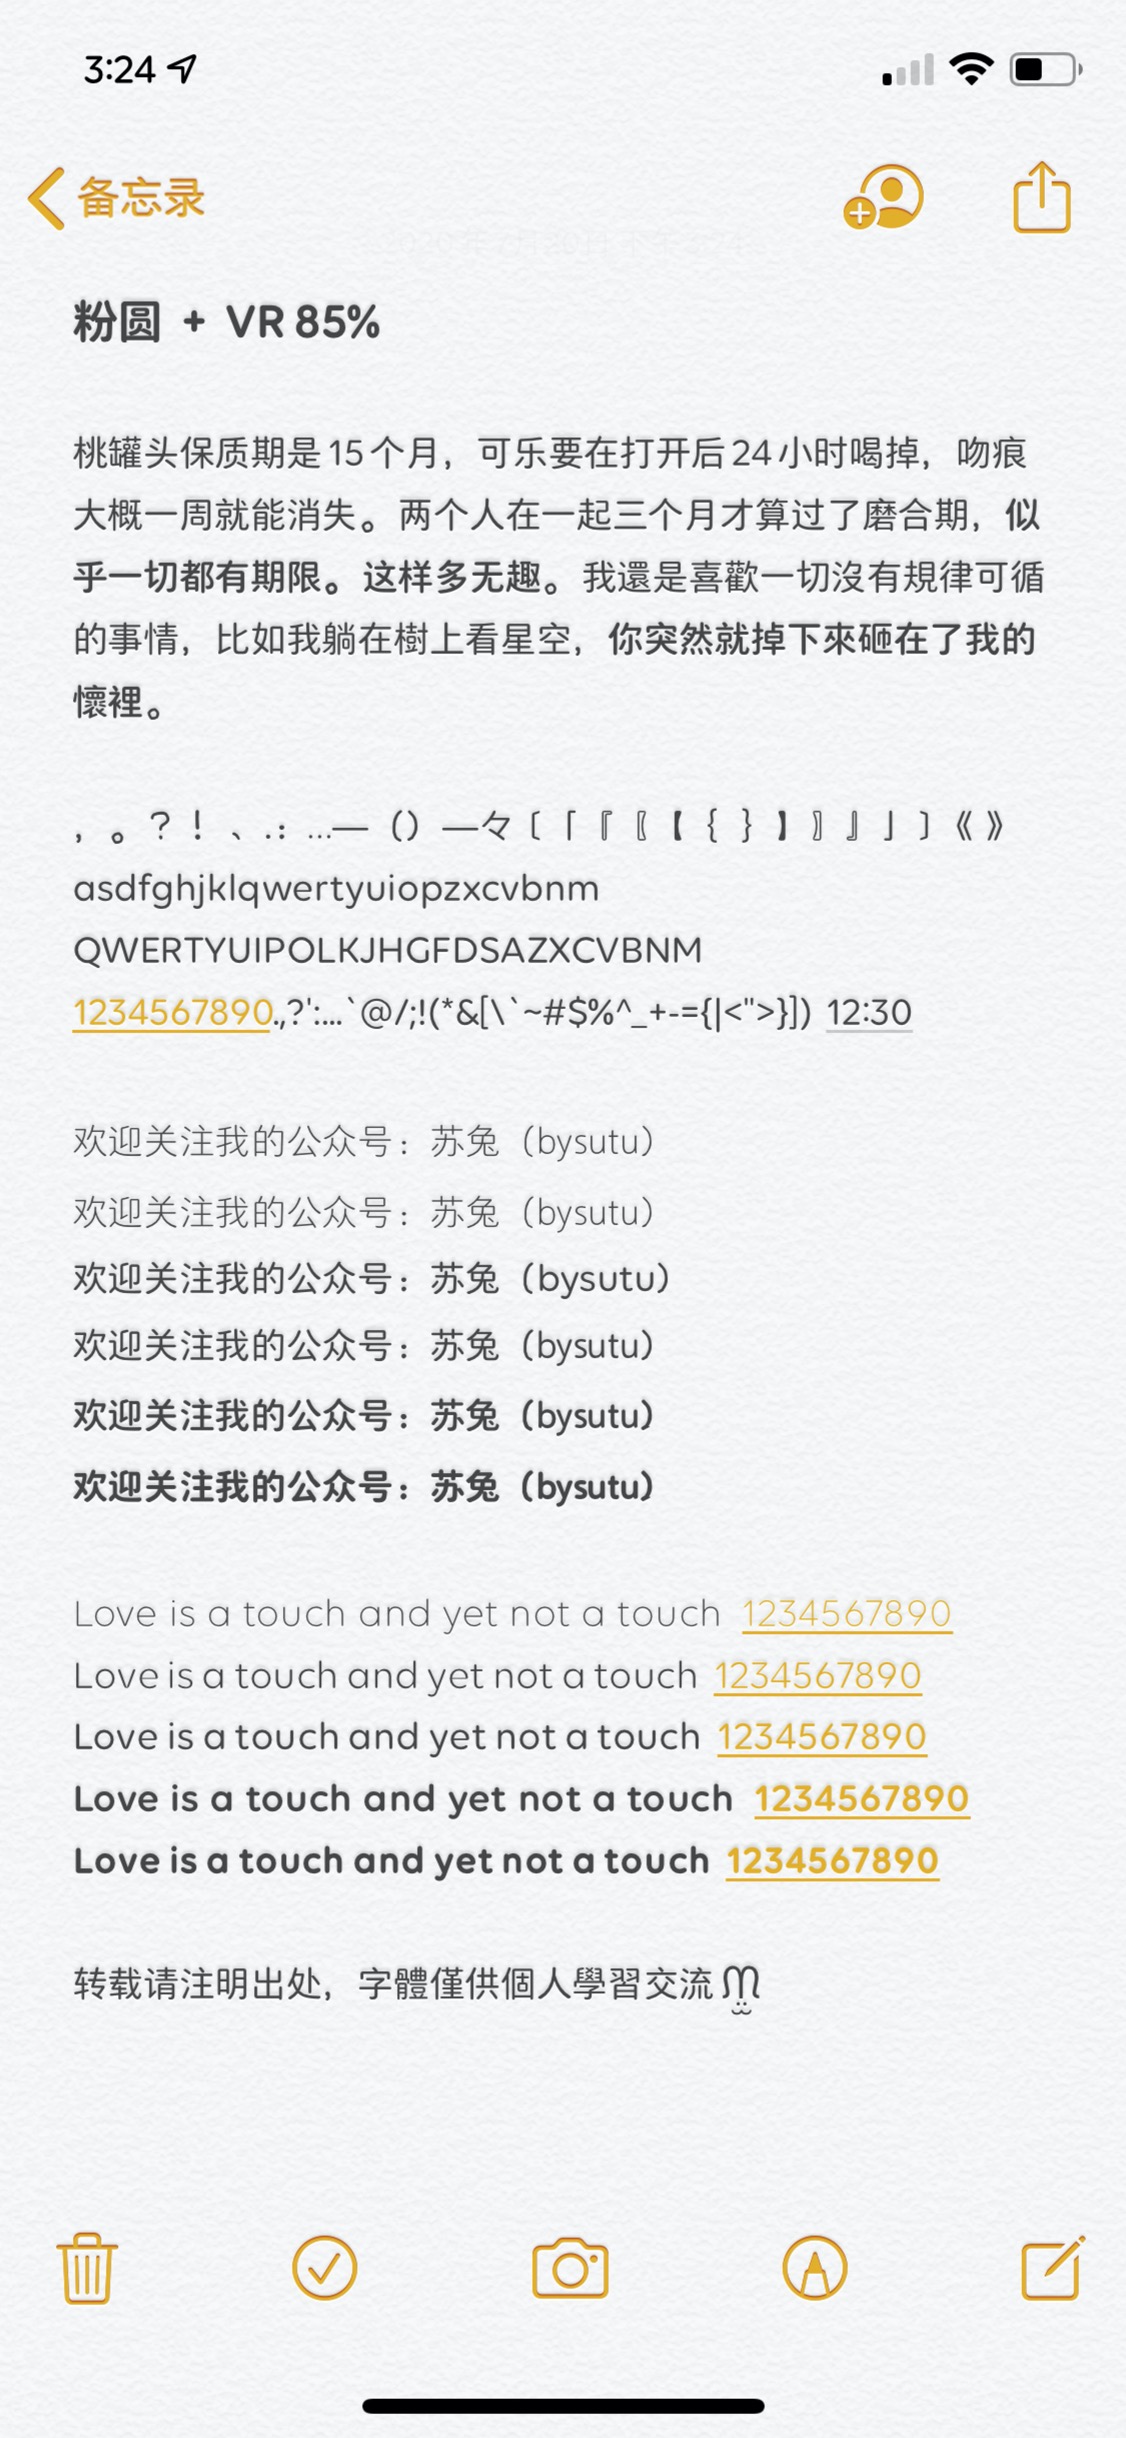 3:24
备忘录
粉圆 + VR 85%
桃罐头保质期是15个月，可乐要在打开后24小时喝掉，吻痕
大概一周就能消失。两个人在一起三个月才算过了磨合期，似
乎一切都有期限。这样多无趣。我還是喜歡一切沒有規律可循
的事情，比如我躺在樹上看星空，你突然就掉下來砸在了我的
懷裡。
，。？！、.：…—（）—々〔「『〖【｛｝】〗』」〕《》
asdfghjklqwertyuiopzxcvbnm
QWERTYUIPOLKJHGFDSAZXCVBNM
1234567890.,?':...`@/;!(*&[\`~#$%^_+-={|<">}]) 12:30
欢迎关注我的公众号：苏兔（bysutu）
欢迎关注我的公众号：苏兔（bysutu）
欢迎关注我的公众号：苏兔（bysutu）
欢迎关注我的公众号：苏兔（bysutu）
欢迎关注我的公众号：苏兔（bysutu）
欢迎关注我的公众号：苏兔（bysutu）
Love is a touch and yet not a touch 1234567890
Love is a touch and yet not a touch 1234567890
Love is a touch and yet not a touch 1234567890
Love is a touch and yet not a touch 1234567890
Love is a touch and yet not a touch 1234567890
转载请注明出处，字體僅供個人學習交流